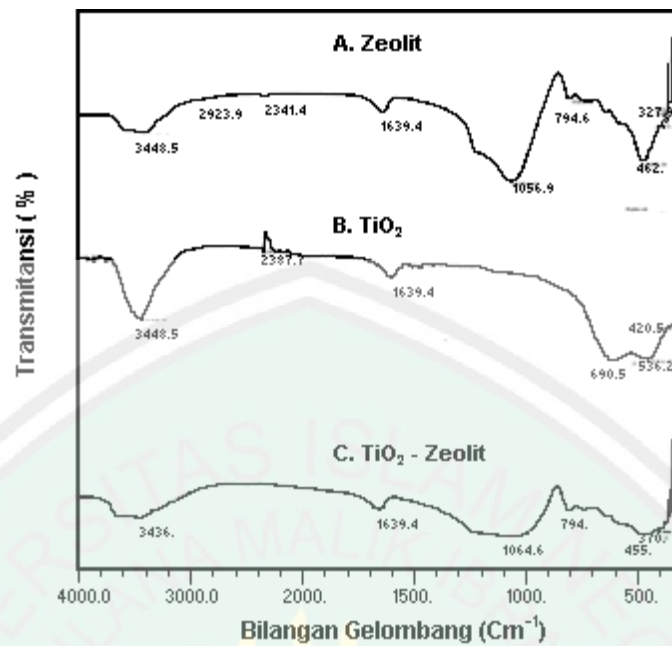 Transmitansi ( % )
A. Zeolit
3448.5 2923.9 2341.4 1639.4 1056.9 794.6 462.
B. TiO₂
3448.5 2387.7 1639.4 690.5 536.2 420.5
C. TiO₂ - Zeolit
3436. 1639.4 1064.6 794. 455. 370.
4000.0 3000.0 2000. 1500. 1000. 500.
Bilangan Gelombang (Cm⁻¹)